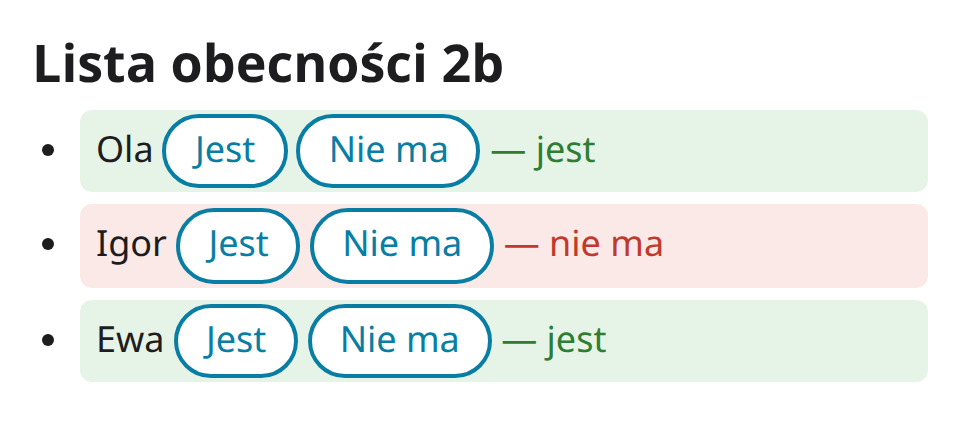 Lista obecności 2b
Ola Jest Nie ma — jest
Igor Jest Nie ma — nie ma
Ewa Jest Nie ma — jest